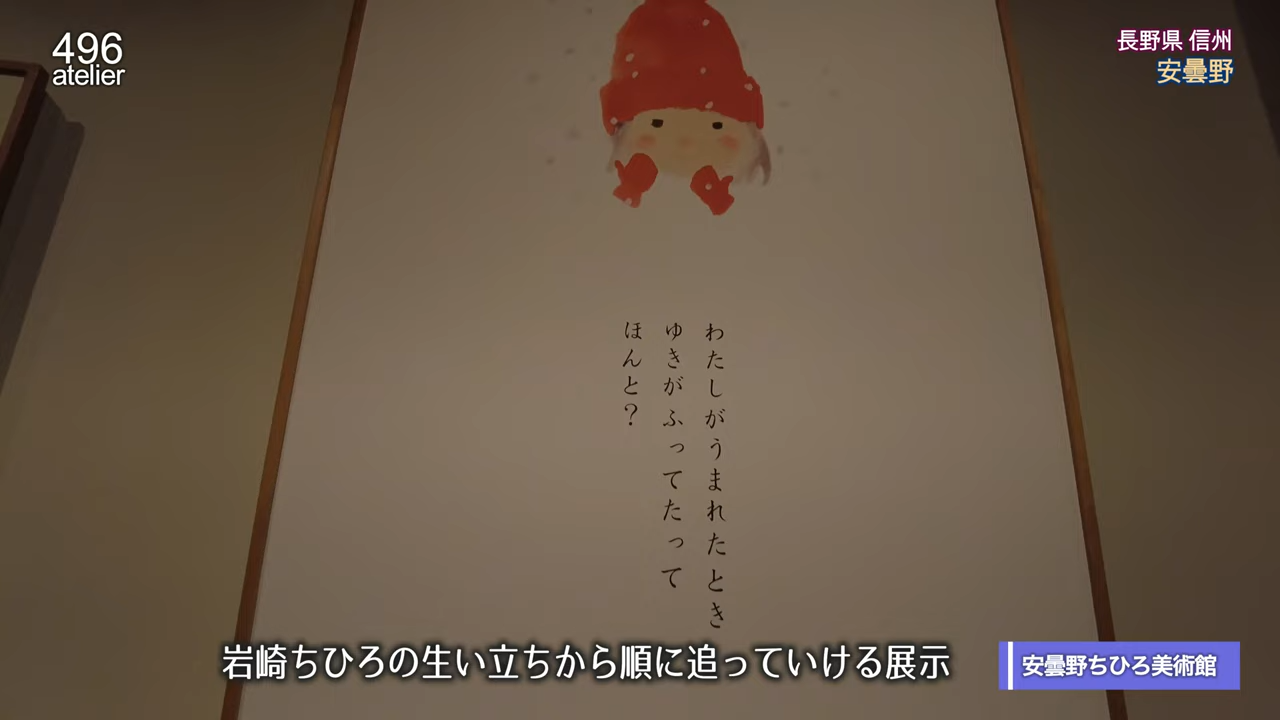 496
atelier
長野県 信州
安曇野
わたしがうまれたとき
ゆきがふってたって
ほんと?
岩崎ちひろの生い立ちから順に追っていける展示
安曇野ちひろ美術館